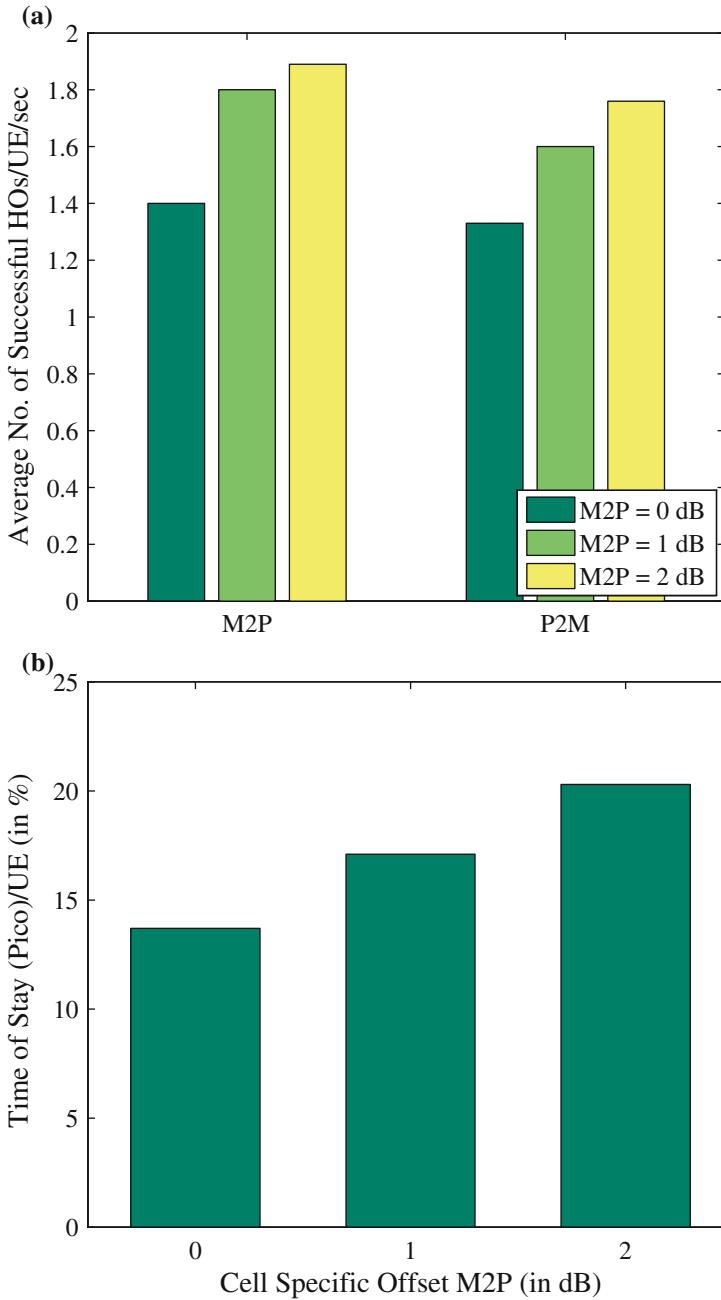 (a)
Average No. of Successful HOs/UE/sec
2
1.8
1.6
1.4
1.2
1
0.8
0.6
0.4
0.2
0
M2P = 0 dB
M2P = 1 dB
M2P = 2 dB
M2P P2M
(b)
Time of Stay (Pico)/UE (in %)
25
20
15
10
5
0
0 1 2
Cell Specific Offset M2P (in dB)